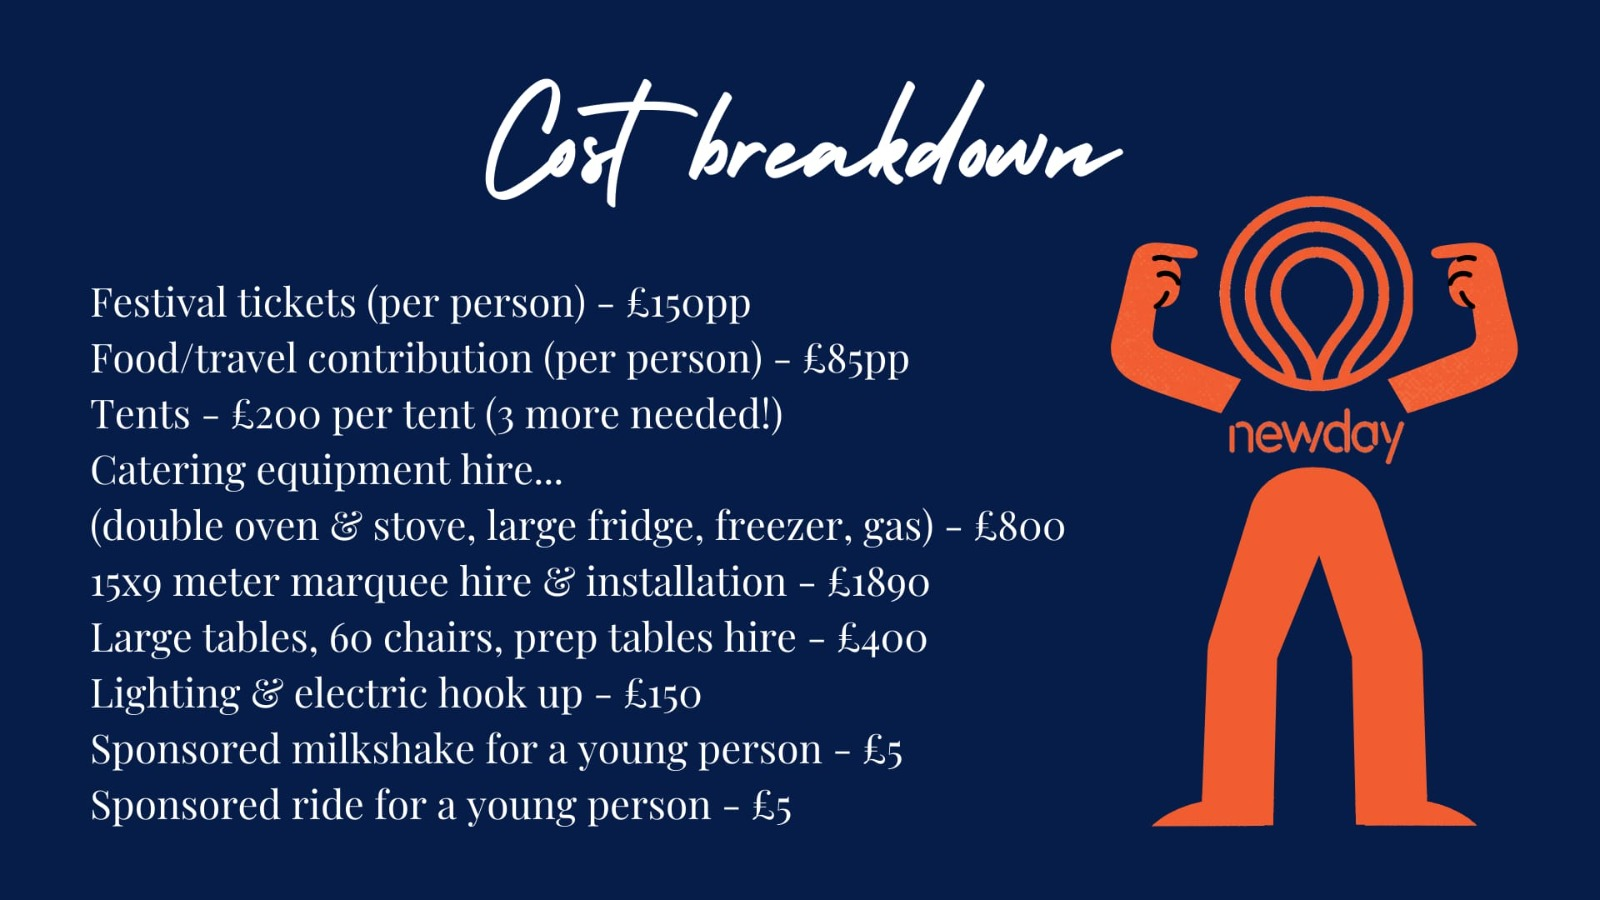 Cost breakdown
Festival tickets (per person) - £150pp
Food/travel contribution (per person) - £85pp
Tents - £200 per tent (3 more needed!)
Catering equipment hire...
(double oven & stove, large fridge, freezer, gas) - £800
15x9 meter marquee hire & installation - £1890
Large tables, 60 chairs, prep tables hire - £400
Lighting & electric hook up - £150
Sponsored milkshake for a young person - £5
Sponsored ride for a young person - £5
newday